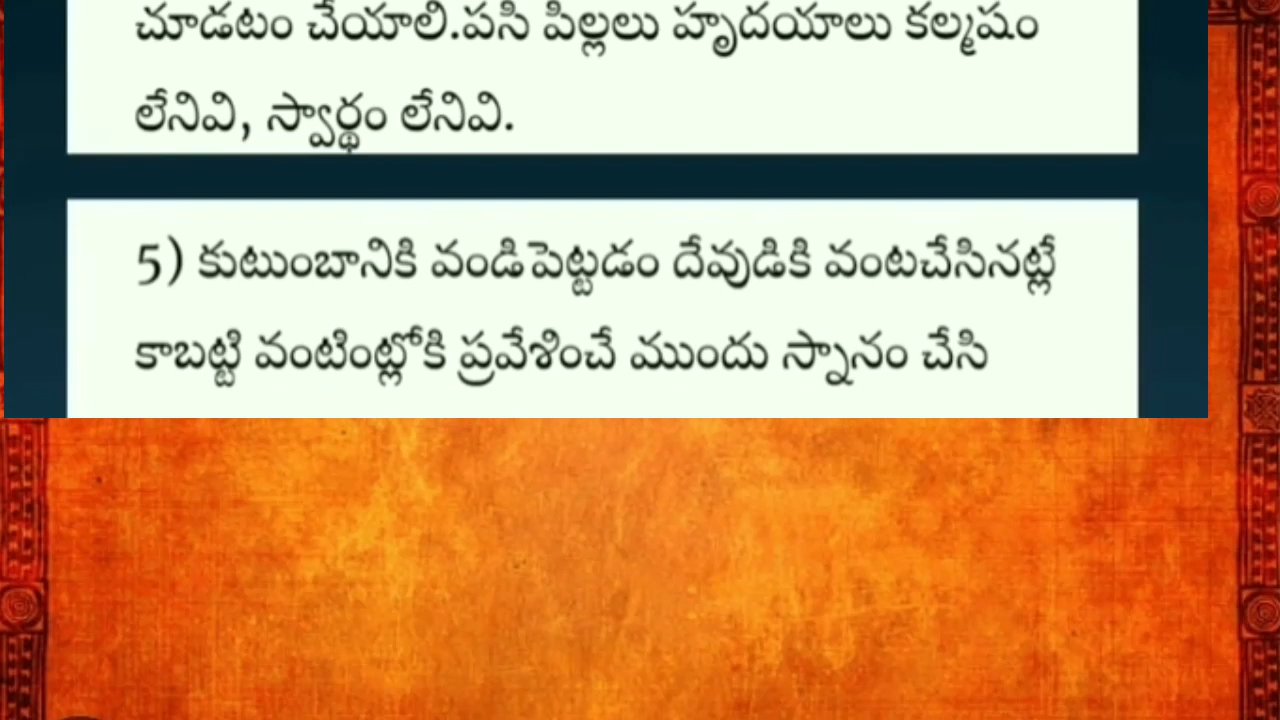 చూడటం చేయాలి.పసి పిల్లలు హృదయాలు కల్మషం
లేనివి, స్వార్థం లేనివి.
5) కుటుంబానికి వండిపెట్టడం దేవుడికి వంటచేసినట్లే
కాబట్టి వంటింట్లోకి ప్రవేశించే ముందు స్నానం చేసి